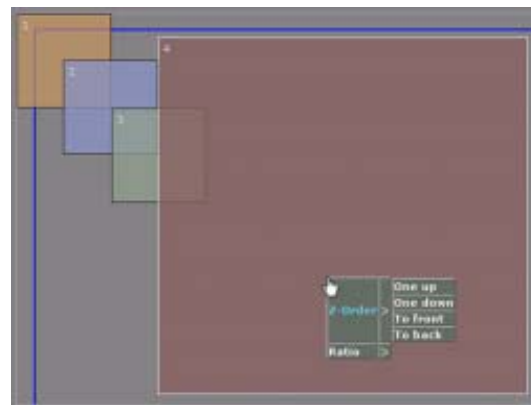 1
2
3
4
Z-Order >
One up
One down
To front
To back
Ratio >